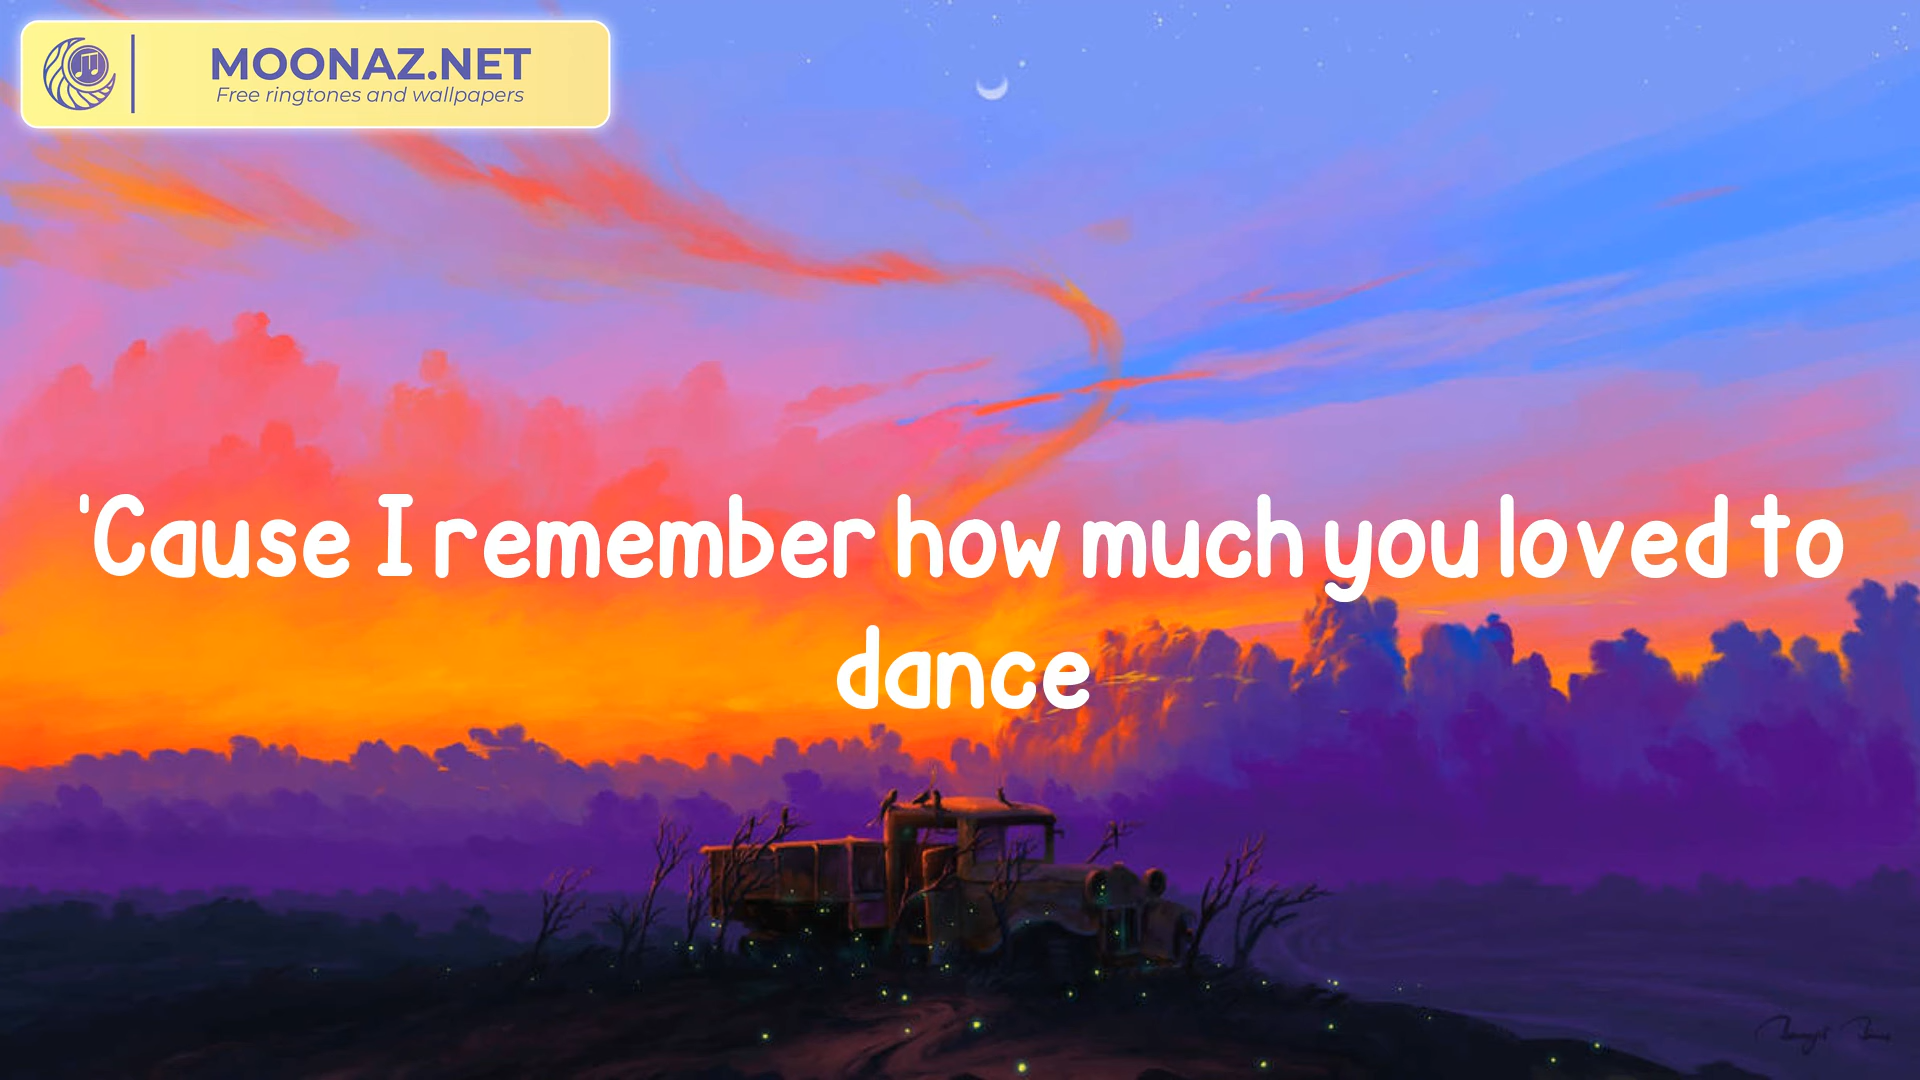 MOONAZ.NET
Free ringtones and wallpapers
'Cause I remember how much you loved to
dance